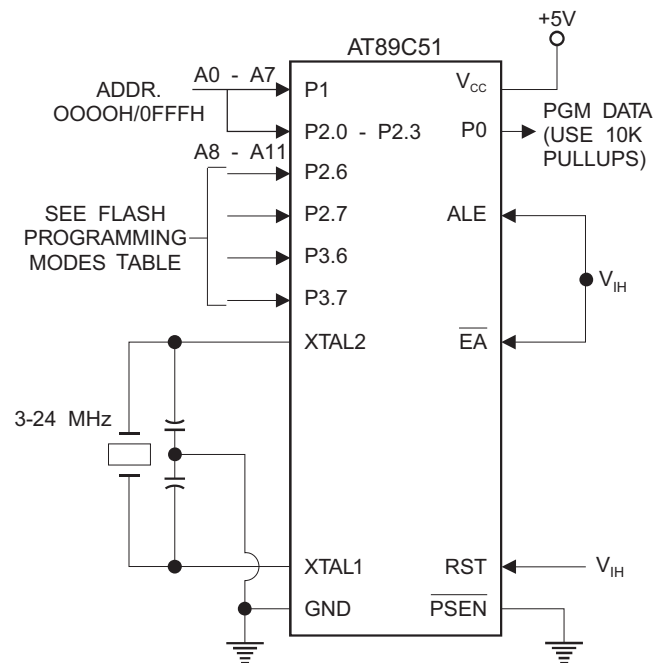 +5V
AT89C51
A0 - A7
ADDR.
OOOOH/0FFFH
P1
VCC
P2.0 - P2.3
P0
PGM DATA
(USE 10K
PULLUPS)
A8 - A11
P2.6
SEE FLASH
PROGRAMMING
MODES TABLE
P2.7
ALE
P3.6
VIH
P3.7
XTAL2
EA
3-24 MHz
XTAL1
RST
VIH
GND
PSEN